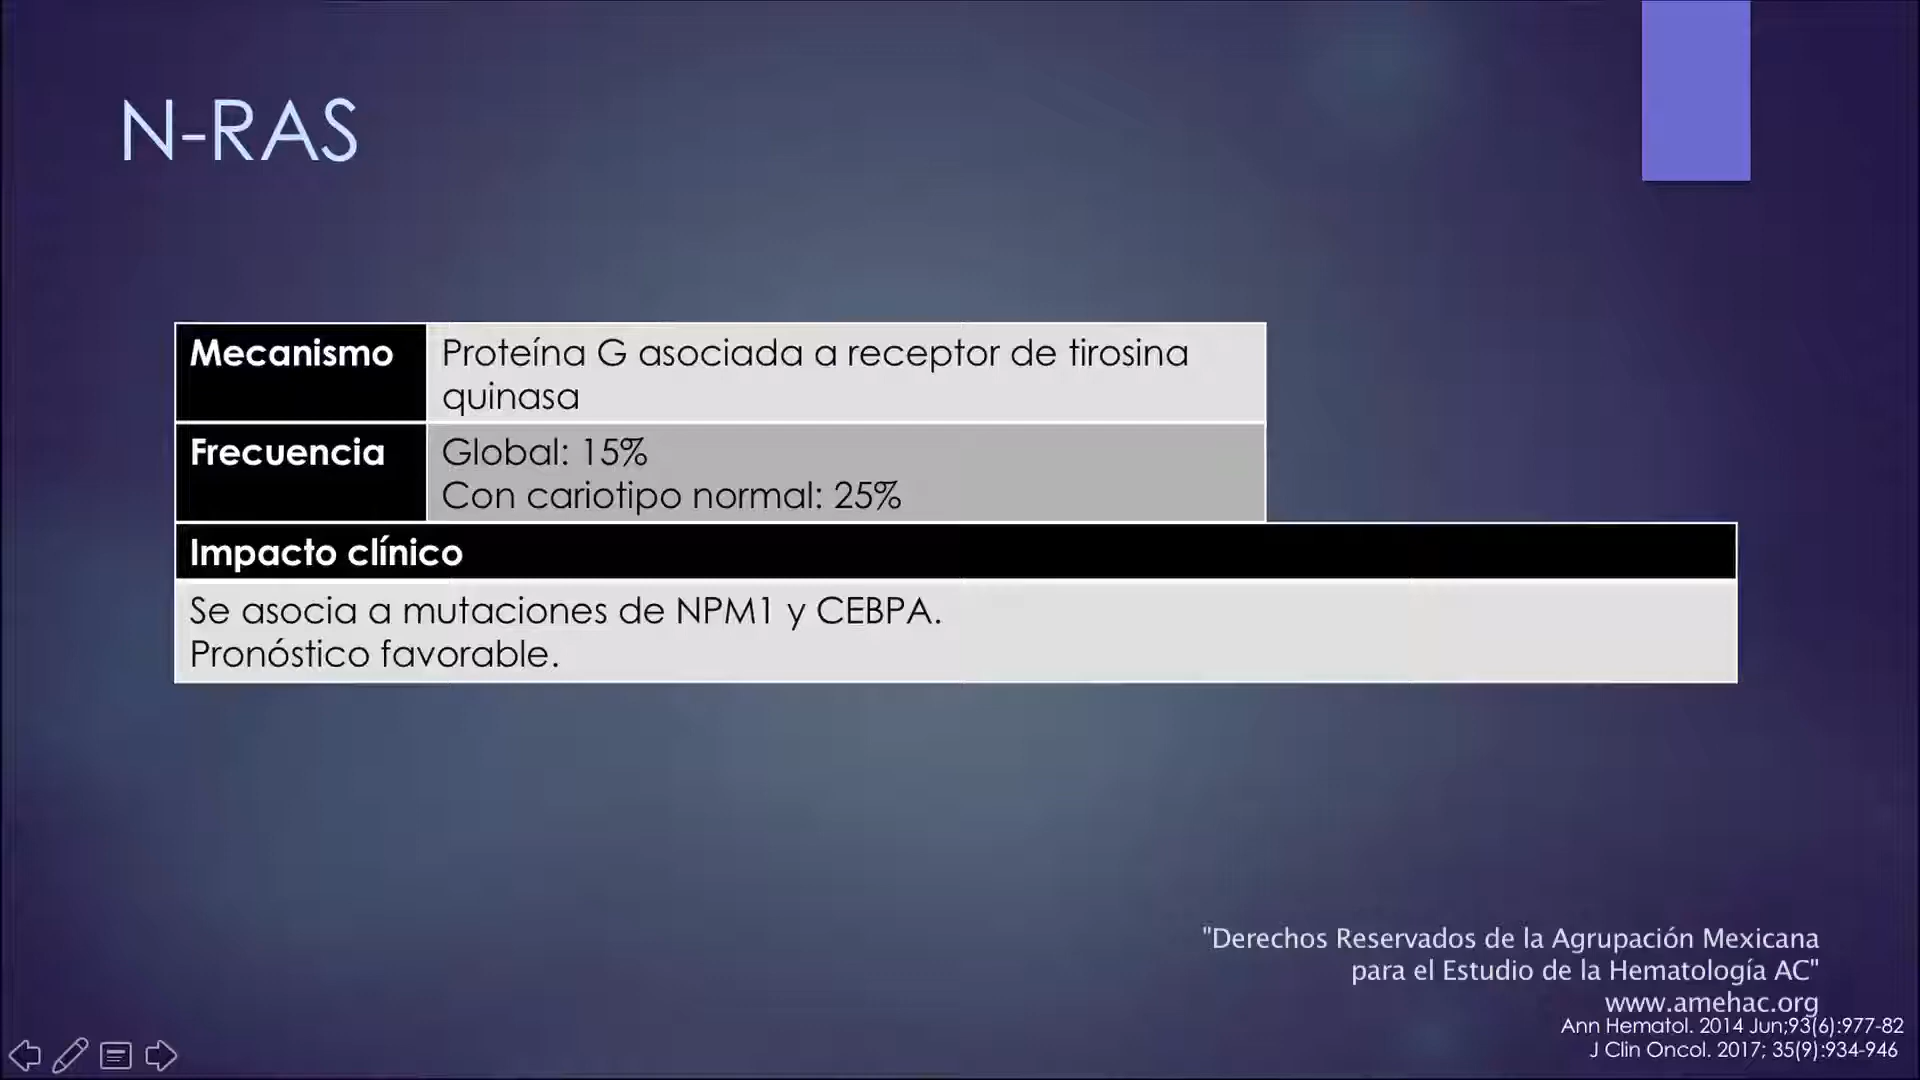 N-RAS
Mecanismo
Proteína G asociada a receptor de tirosina
quinasa
Frecuencia
Global: 15%
Con cariotipo normal: 25%
Impacto clínico
Se asocia a mutaciones de NPM1 y CEBPA.
Pronóstico favorable.
"Derechos Reservados de la Agrupación Mexicana
para el Estudio de la Hematología AC"
www.amehac.org
Ann Hematol. 2014 Jun;93(6):977-82
J Clin Oncol. 2017; 35(9):934-946